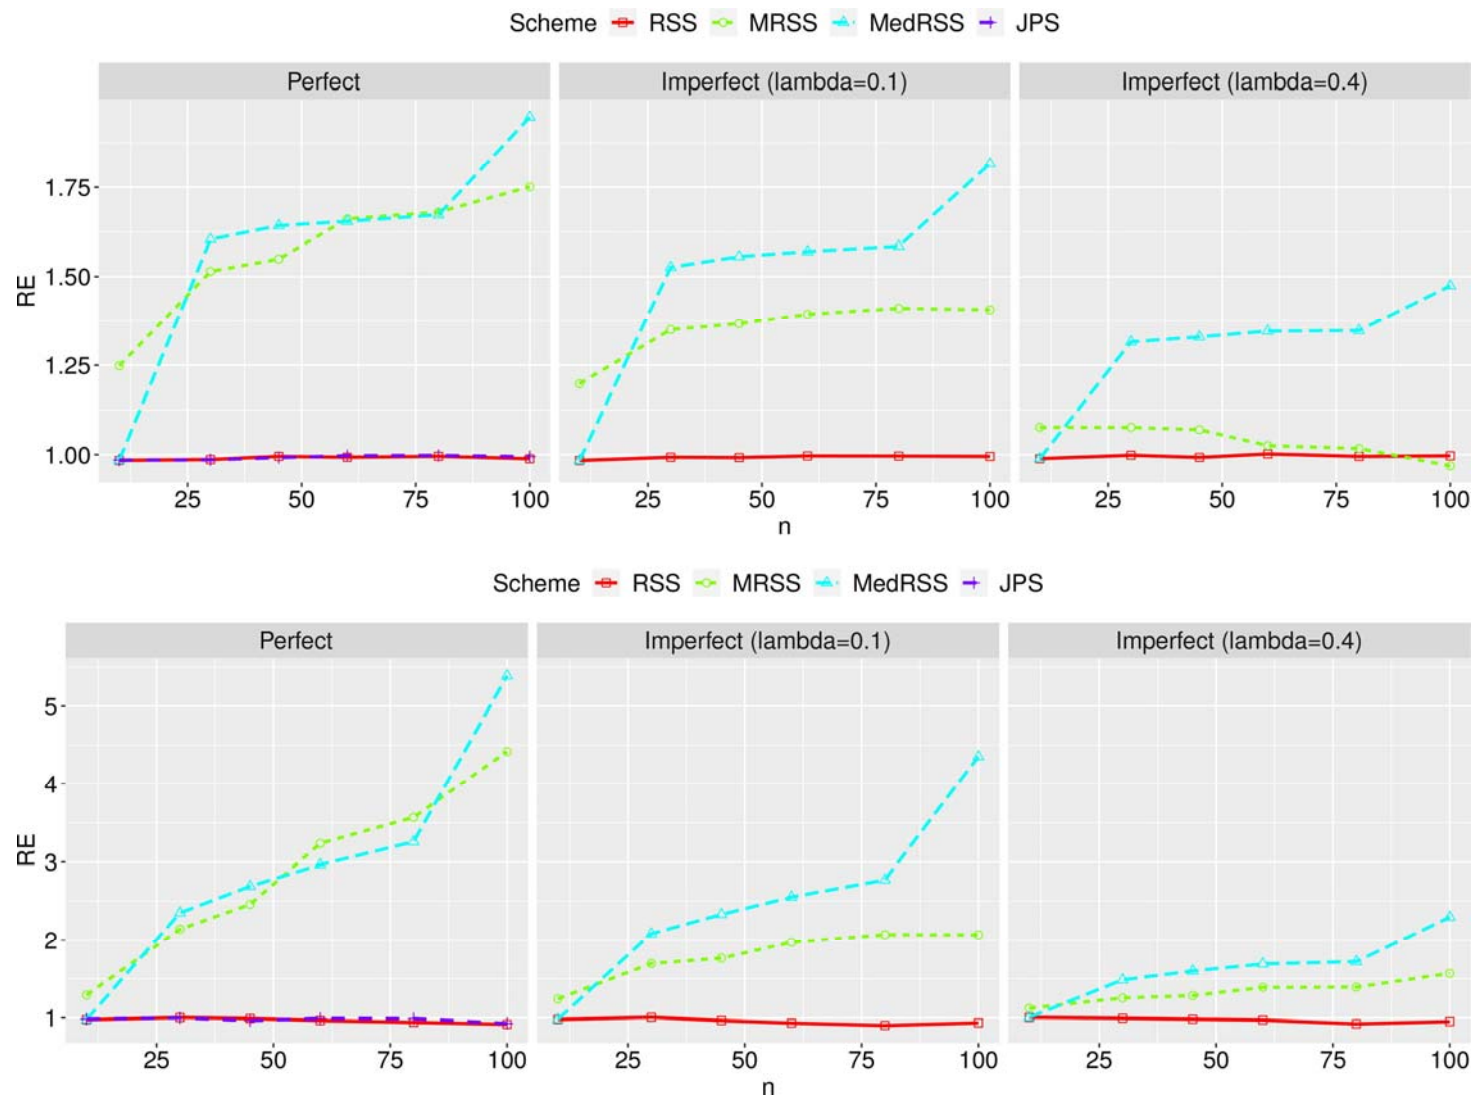 Scheme RSS MRSS MedRSS JPS
Perfect Imperfect (lambda=0.1) Imperfect (lambda=0.4)
1.75
1.50
RE
1.25
1.00
25 50 75 100 25 50 75 100 25 50 75 100
n
Scheme RSS MRSS MedRSS JPS
Perfect Imperfect (lambda=0.1) Imperfect (lambda=0.4)
5
4
RE
3
2
1
25 50 75 100 25 50 75 100 25 50 75 100
n